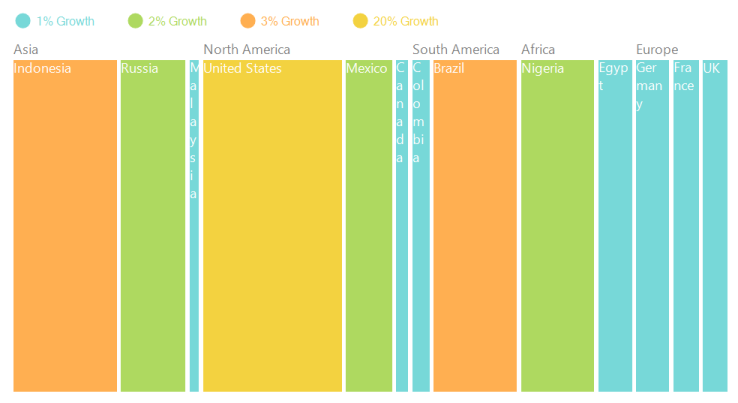 1% Growth 2% Growth 3% Growth 20% Growth
Asia North America South America Africa Europe
Indonesia
Russia
M
a
l
a
y
s
i
a
United States
Mexico
C
a
n
a
d
a
C
ol
o
m
bi
a
Brazil
Nigeria
Egyp
t
Ger
man
y
Fra
nce
UK